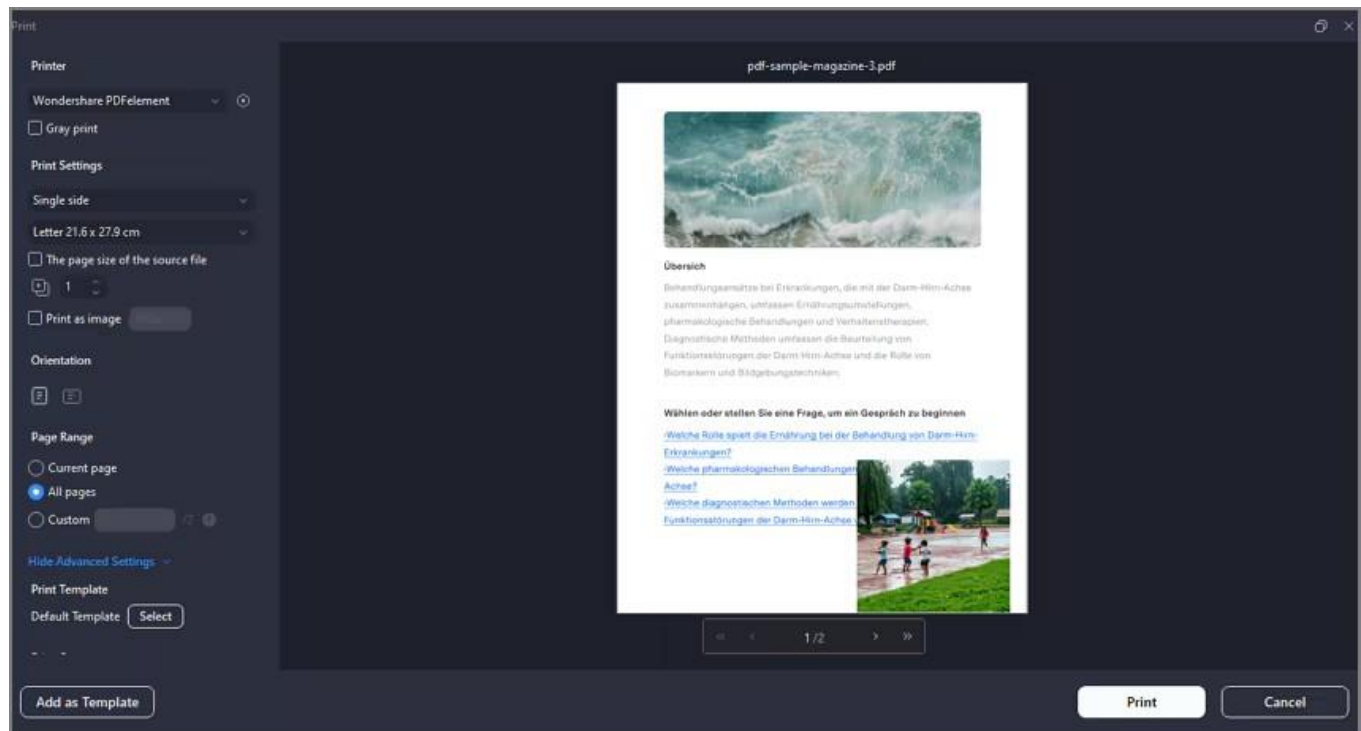 Print
Printer
Wondershare PDFelement
Gray print
Print Settings
Single side
Letter 21.6 x 27.9 cm
The page size of the source file
1
Print as image
Orientation
Page Range
Current page
All pages
Custom
/2
Hide Advanced Settings
Print Template
Default Template Select
Add as Template
pdf-sample-magazine-3.pdf
Übersich
Behandlungsansätze bei Erkrankungen, die mit der Darm-Hirn-Achse
zusammenhängen, umfassen Ernährungsumstellungen,
pharmakologische Behandlungen und Verhaltenstherapien.
Diagnostische Methoden umfassen die Beurteilung von
Funktionsstörungen der Darm-Hirn-Achse und die Rolle von
Biomarkern und Bildgebungstechniken.
Wählen oder stellen Sie eine Frage, um ein Gespräch zu beginnen
-Welche Rolle spielt die Ernährung bei der Behandlung von Darm-Hirn-
Erkrankungen?
-Welche pharmakologischen Behandlungen
Achse?
-Welche diagnostischen Methoden werden
Funktionsstörungen der Darm-Hirn-Achse
1 /2
Print
Cancel